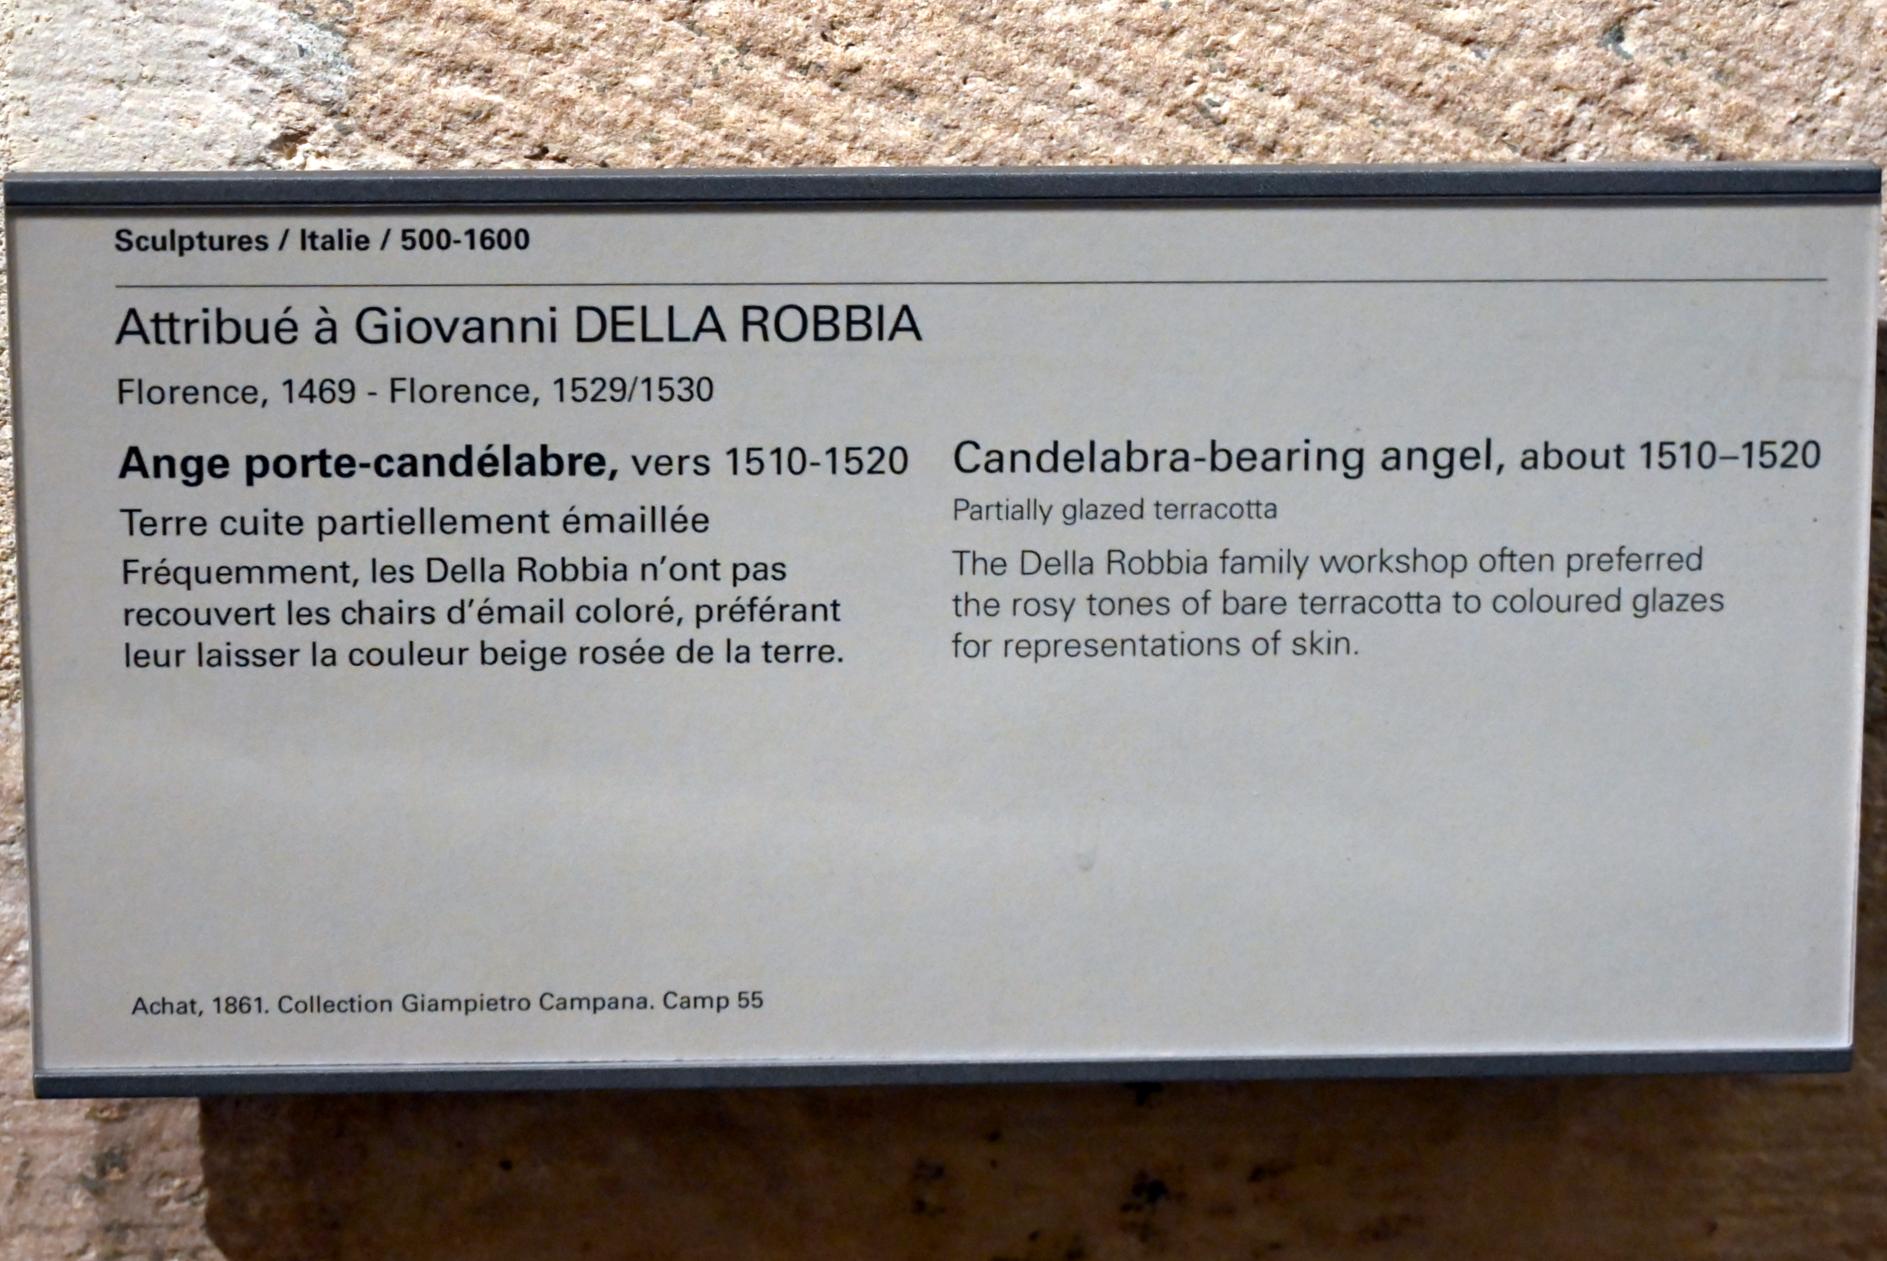 Sculptures / Italie / 500-1600
Attribué à Giovanni DELLA ROBBIA
Florence, 1469 - Florence, 1529/1530
Ange porte-candélabre, vers 1510-1520
Terre cuite partiellement émaillée
Fréquemment, les Della Robbia n'ont pas
recouvert les chairs d'émail coloré, préférant
leur laisser la couleur beige rosée de la terre.
Candelabra-bearing angel, about 1510–1520
Partially glazed terracotta
The Della Robbia family workshop often preferred
the rosy tones of bare terracotta to coloured glazes
for representations of skin.
Achat, 1861. Collection Giampietro Campana. Camp 55